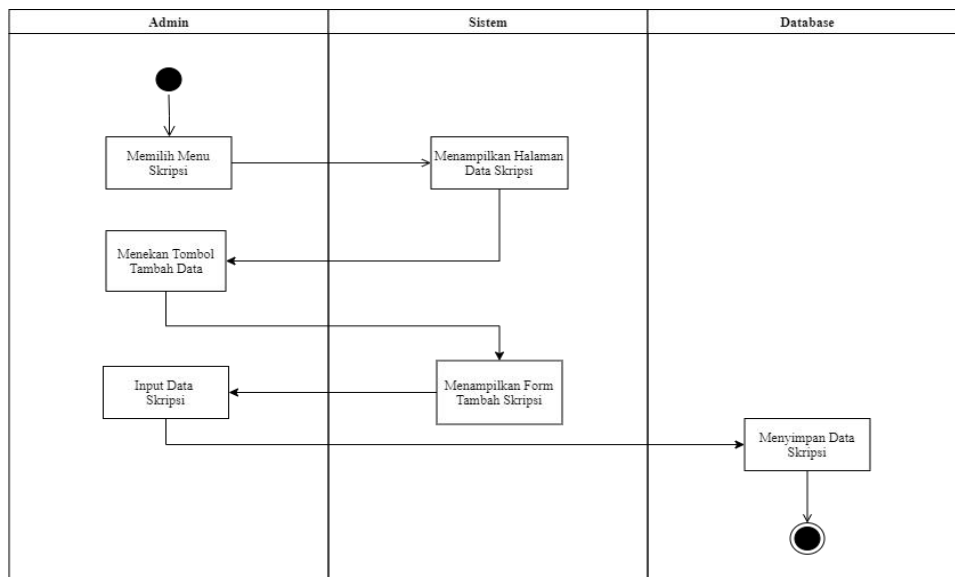 Admin
Sistem
Database
Memilih Menu
Skripsi
Menampilkan Halaman
Data Skripsi
Menekan Tombol
Tambah Data
Menampilkan Form
Tambah Skripsi
Input Data
Skripsi
Menyimpan Data
Skripsi